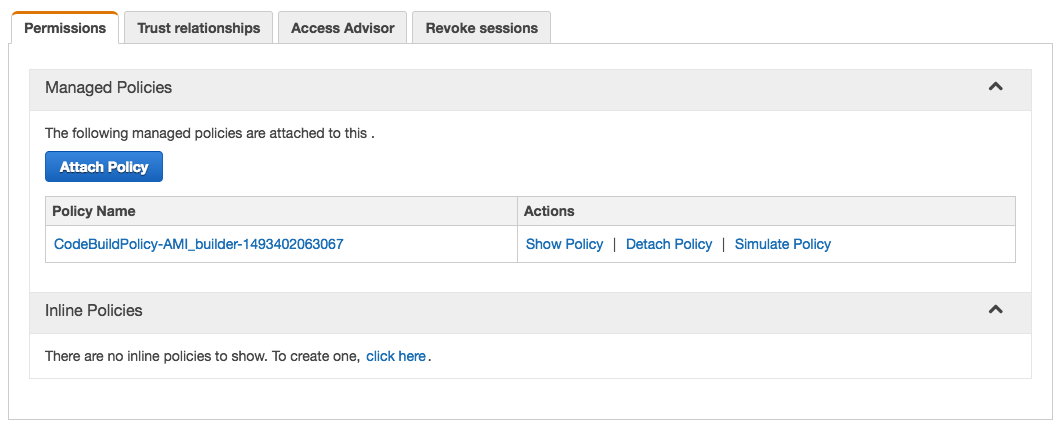 Permissions Trust relationships Access Advisor Revoke sessions
Managed Policies
The following managed policies are attached to this .
Attach Policy
Policy Name Actions
CodeBuildPolicy-AMI_builder-1493402063067 Show Policy | Detach Policy | Simulate Policy
Inline Policies
There are no inline policies to show. To create one, click here.